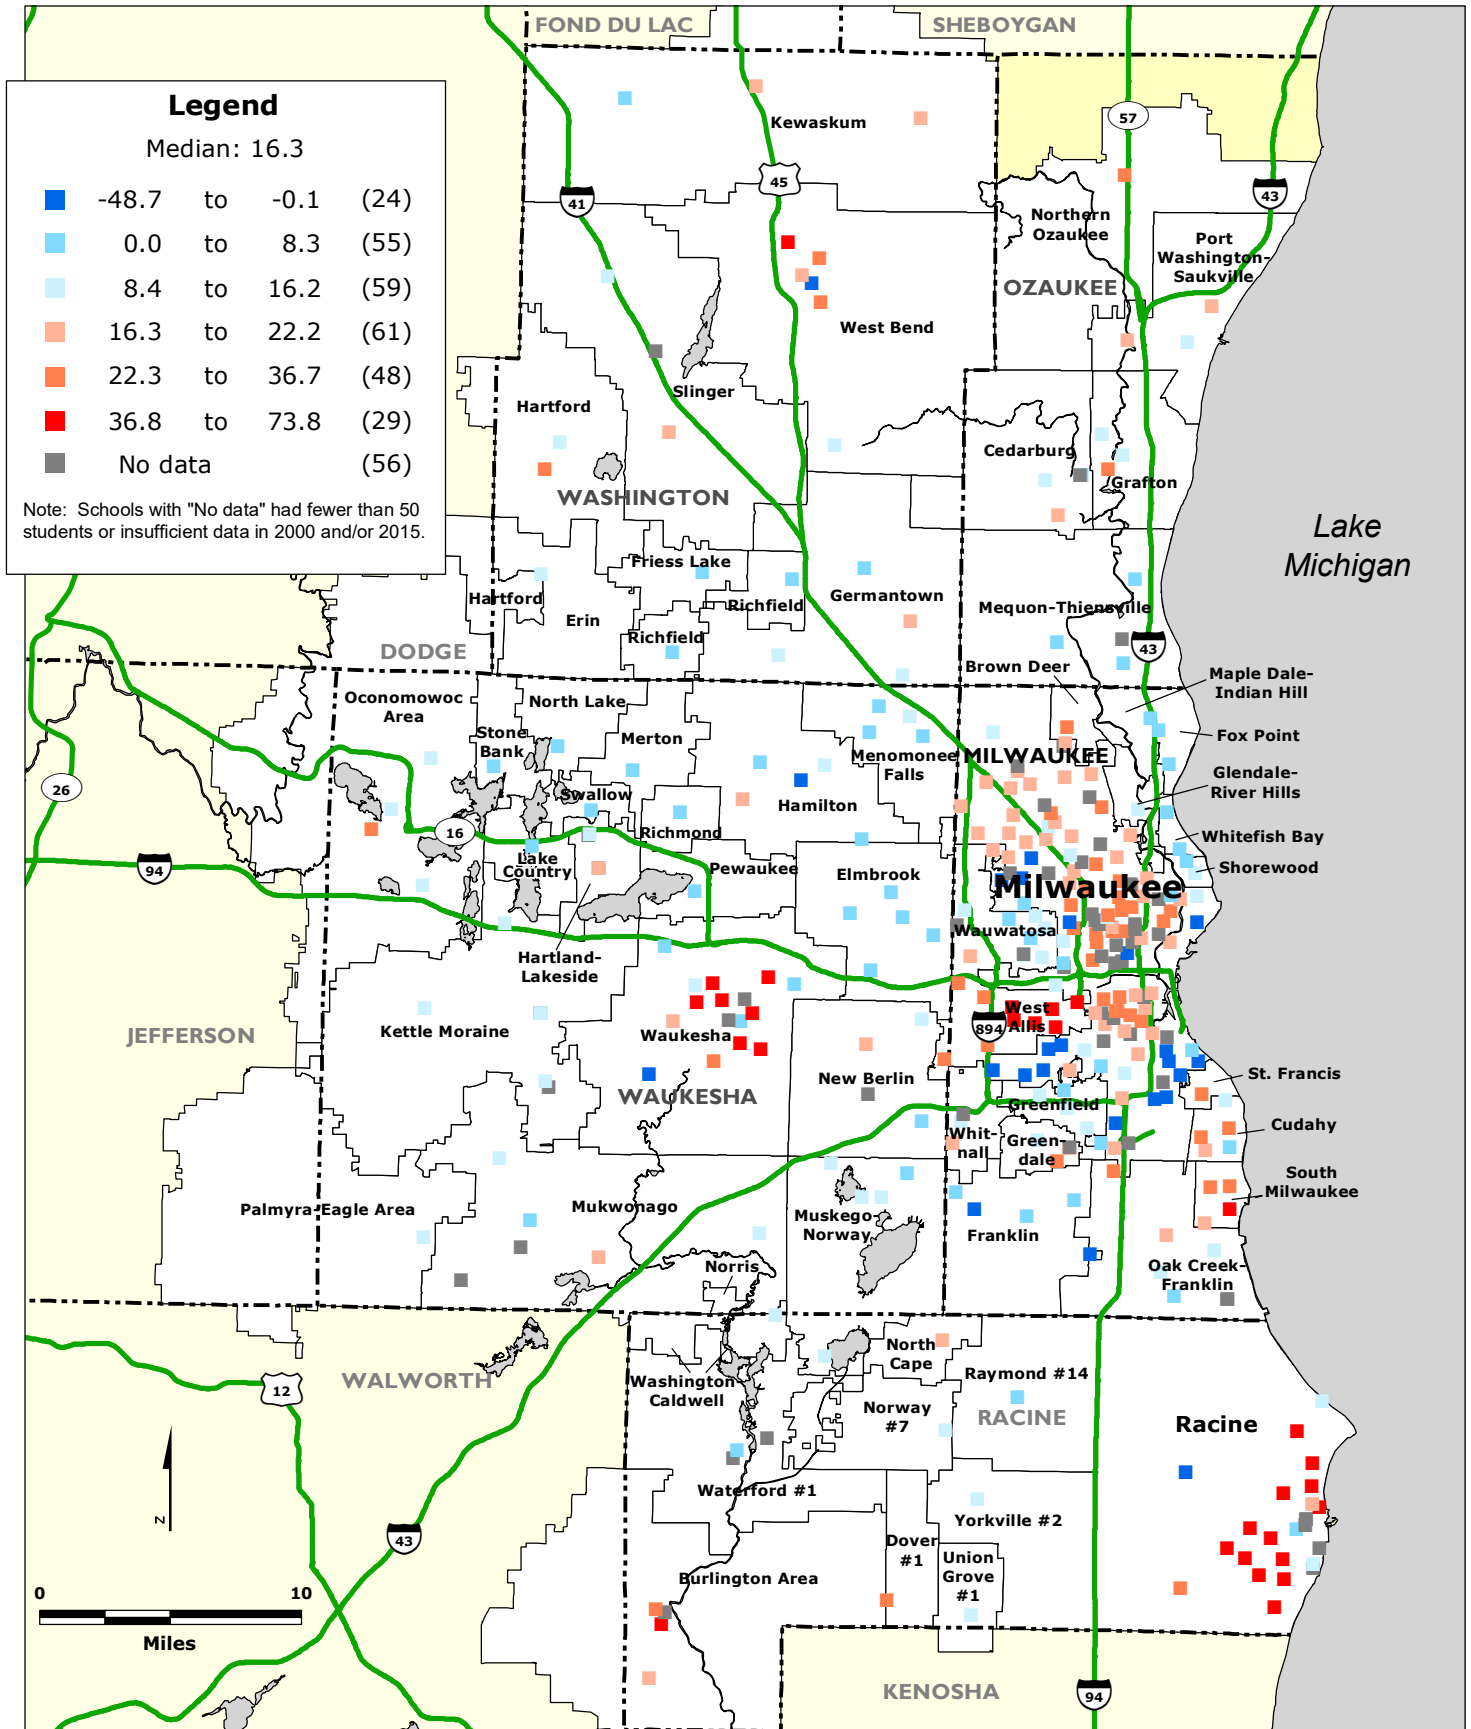 FOND DU LAC
SHEBOYGAN
Legend
Median: 16.3
-48.7 to -0.1 (24)
0.0 to 8.3 (55)
8.4 to 16.2 (59)
16.3 to 22.2 (61)
22.3 to 36.7 (48)
36.8 to 73.8 (29)
No data (56)
Note: Schools with "No data" had fewer than 50
students or insufficient data in 2000 and/or 2015.
Kewaskum
57
45
41
43
Northern
Ozaukee
Port
Washington-
Saukville
OZAUKEE
West Bend
Slinger
Hartford
WASHINGTON
Cedarburg
Grafton
Lake
Michigan
Friess Lake
Hartford
Richfield
Germantown
Mequon-Thiensville
Erin
Richfield
DODGE
43
Brown Deer
Maple Dale-
Indian Hill
Oconomowoc
Area
North Lake
Stone
Bank
Merton
Menomonee
Falls
MILWAUKEE
Fox Point
26
Glendale-
River Hills
Swallow
Hamilton
16
Richmond
Whitefish Bay
94
Lake
Country
Pewaukee
Elmbrook
Shorewood
Milwaukee
Wauwatosa
Hartland-
Lakeside
JEFFERSON
Kettle Moraine
Waukesha
West
Allis
894
New Berlin
St. Francis
WAUKESHA
Greenfield
Cudahy
Whit-
nall
Green-
dale
South
Milwaukee
Palmyra-Eagle Area
Mukwonago
Muskego-
Norway
Franklin
Norris
Oak Creek-
Franklin
12
WALWORTH
Washington-
Caldwell
North
Cape
Raymond #14
Norway
#7
RACINE
Racine
N
Waterford #1
43
Yorkville #2
Dover
#1
Union
Grove
#1
Burlington Area
0 10
Miles
KENOSHA
94